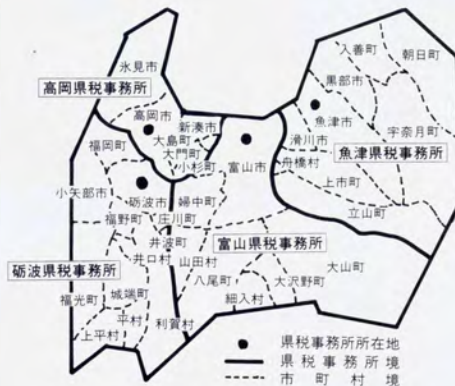 氷見市
高岡県税事務所
高岡市
新湊市
大島町
大門町
小杉町
福岡町
小矢部市
砺波市
婦中町
富山市
福野町
庄川町
井波町
富山県税事務所
井口村
山田村
砺波県税事務所
八尾町
大山町
大沢野町
福光町
城端町
細入村
平村
利賀村
上平村
入善町
朝日町
黒部市
魚津市
宇奈月町
滑川市
魚津県税事務所
舟橋村
上市町
立山町
県税事務所所在地
県税事務所境
市町村境